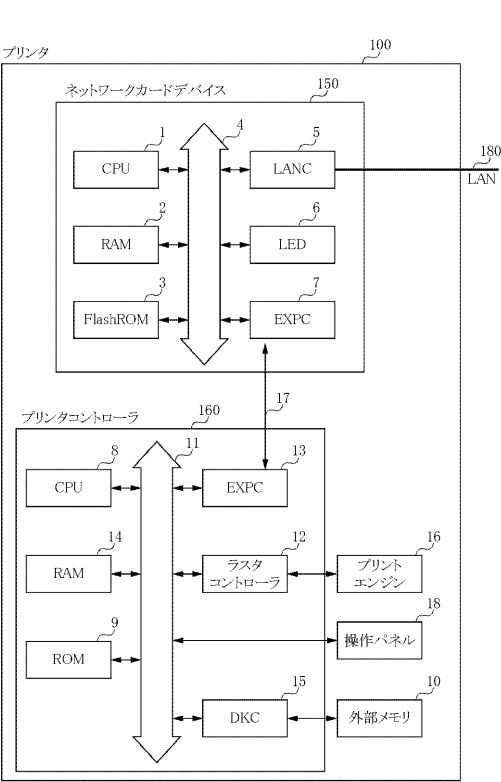 プリンタ
100
ネットワークカードデバイス
150
1
4
5
CPU
LANC
180
LAN
2
6
RAM
LED
3
7
FlashROM
EXPC
17
プリンタコントローラ
160
8
11
13
CPU
EXPC
14
12
16
RAM
ラスタ
コントローラ
プリント
エンジン
18
操作パネル
9
ROM
15
10
DKC
外部メモリ